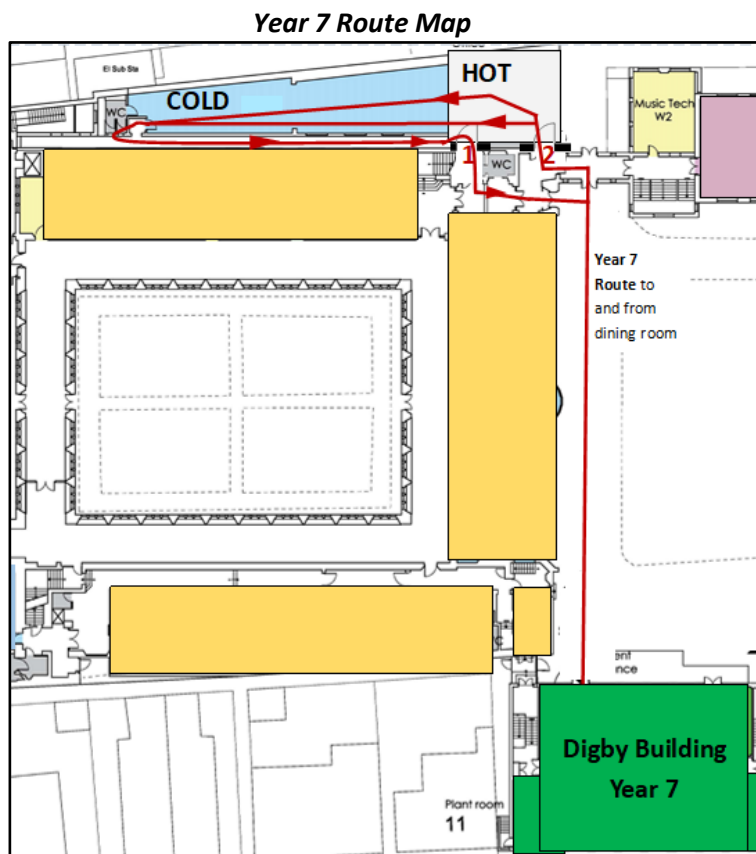 Year 7 Route Map
El Sub Sta
HOT
COLD
WC
Music Tech
W2
1
2
WC
Year 7
Route to
and from
dining room
Digby Building
Year 7
Plant room
11